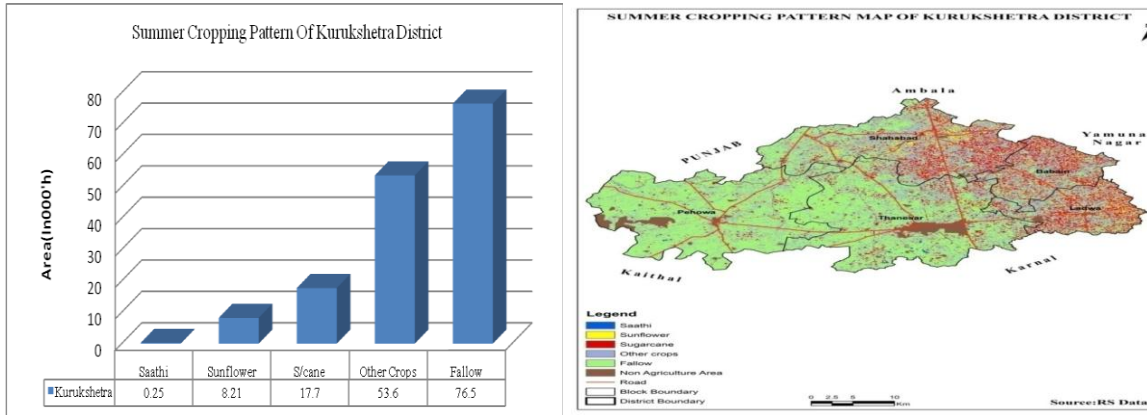 Summer Cropping Pattern Of Kurukshetra District
Area(In000'h)
80
70
60
50
40
30
20
10
0
Saathi Sunflower S/cane Other Crops Fallow
Kurukshetra 0.25 8.21 17.7 53.6 76.5
SUMMER CROPPING PATTERN MAP OF KURUKSHETRA DISTRICT
Ambala
Yamuna
Nagar
PUNJAB
Shahabad
Babain
Ladwa
Pehowa
Thanesar
Kaithal
Karnal
Legend
Saathi
Sunflower
Sugarcane
Other crops
Fallow
Non Agriculture Area
Road
Block Boundary
District Boundary
0 2.5 5 10
Km
Source:RS Data